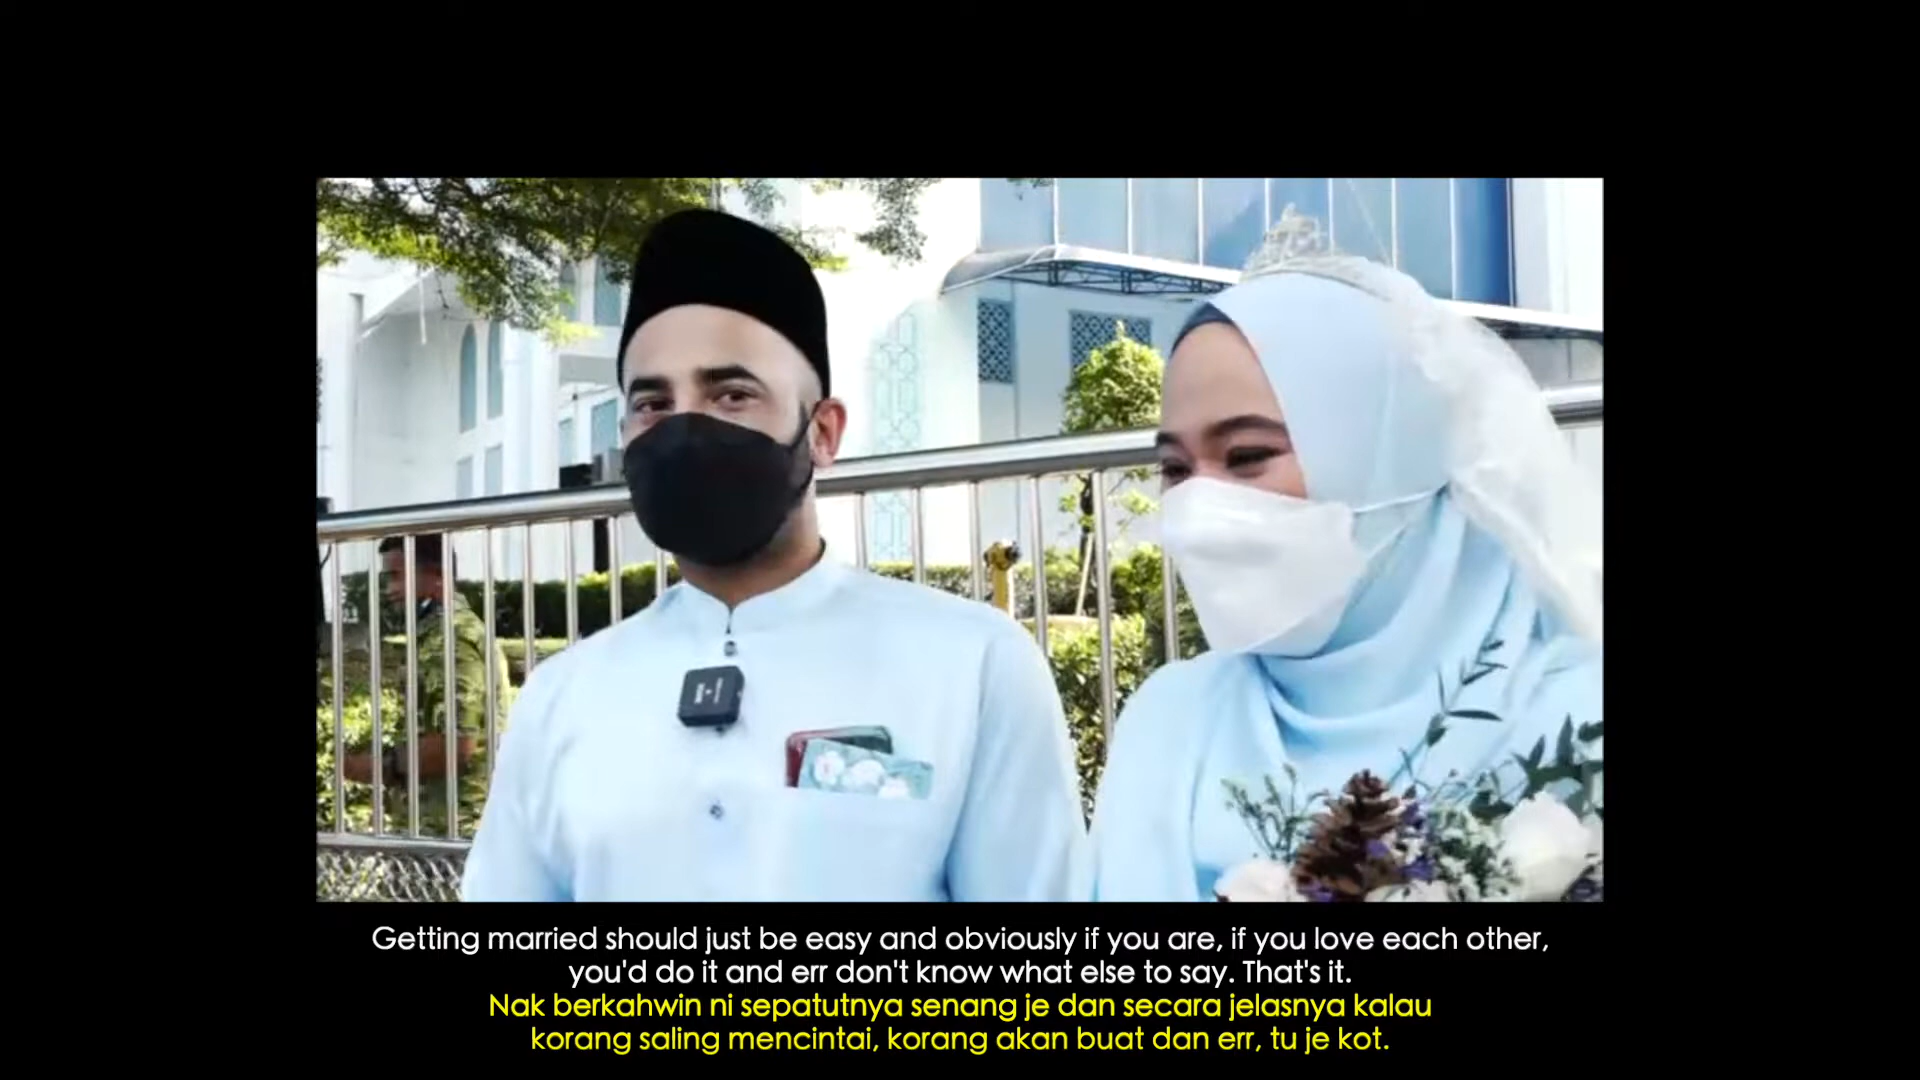 Getting married should just be easy and obviously if you are, if you love each other,
you'd do it and err don't know what else to say. That's it.
Nak berkahwin ni sepatutnya senang je dan secara jelasnya kalau
korang saling mencintai, korang akan buat dan err, tu je kot.